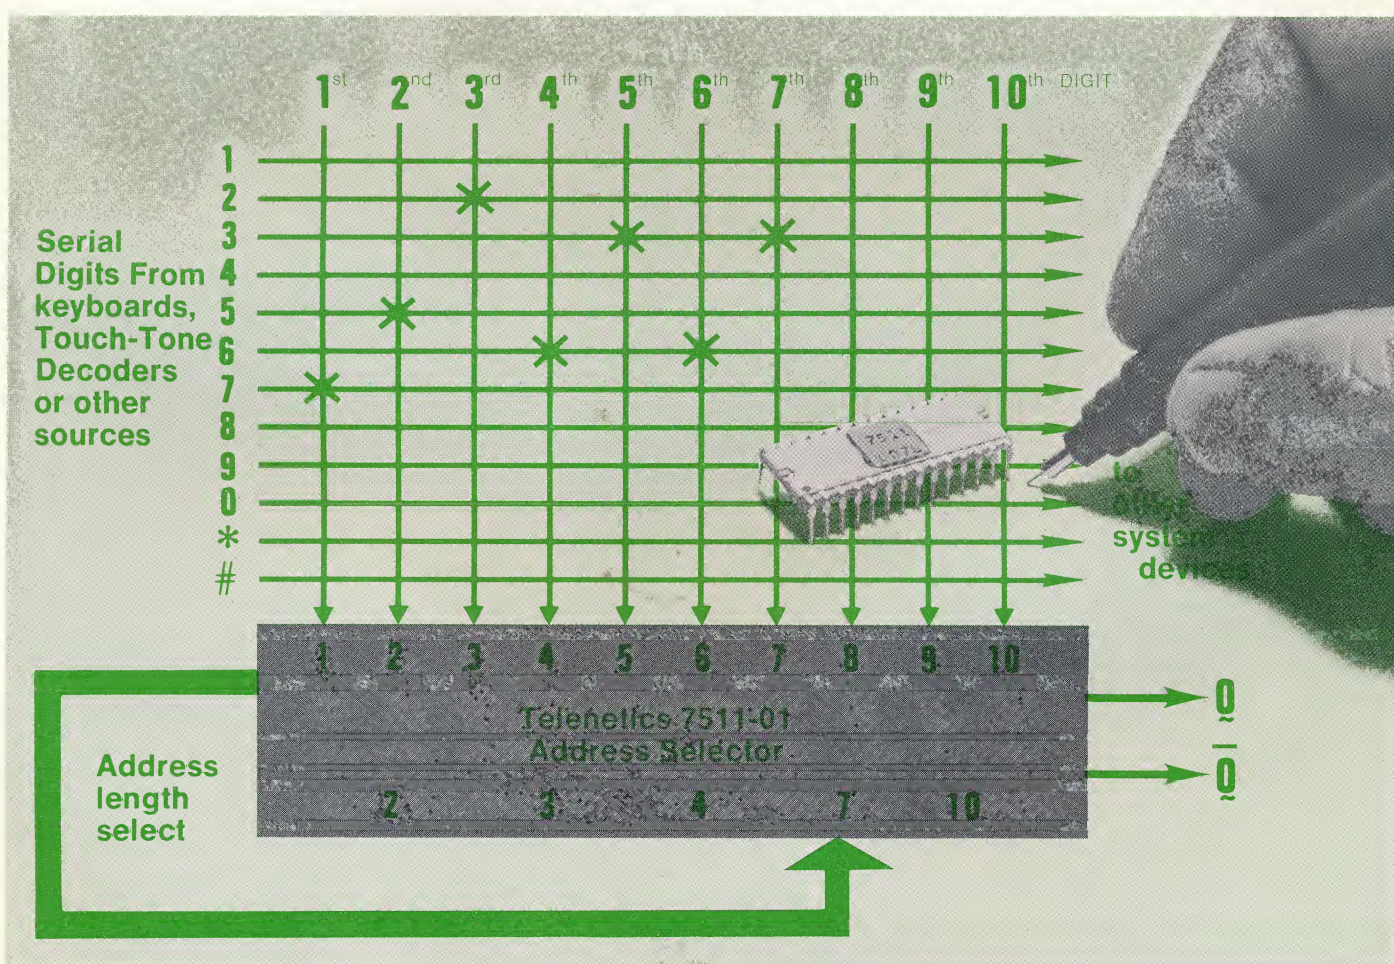 1st 2nd 3rd 4th 5th 6th 7th 8th 9th 10th DIGIT
1
2
3
4
5
6
7
8
9
0
*
#
Serial
Digits From
keyboards,
Touch-Tone
Decoders
or other
sources
7511
to
other
system
devices
1 2 3 4 5 6 7 8 9 10
Telenetics 7511-01
Address Selector
2 3 4 7 10
Address
length
select
Q
Q̅